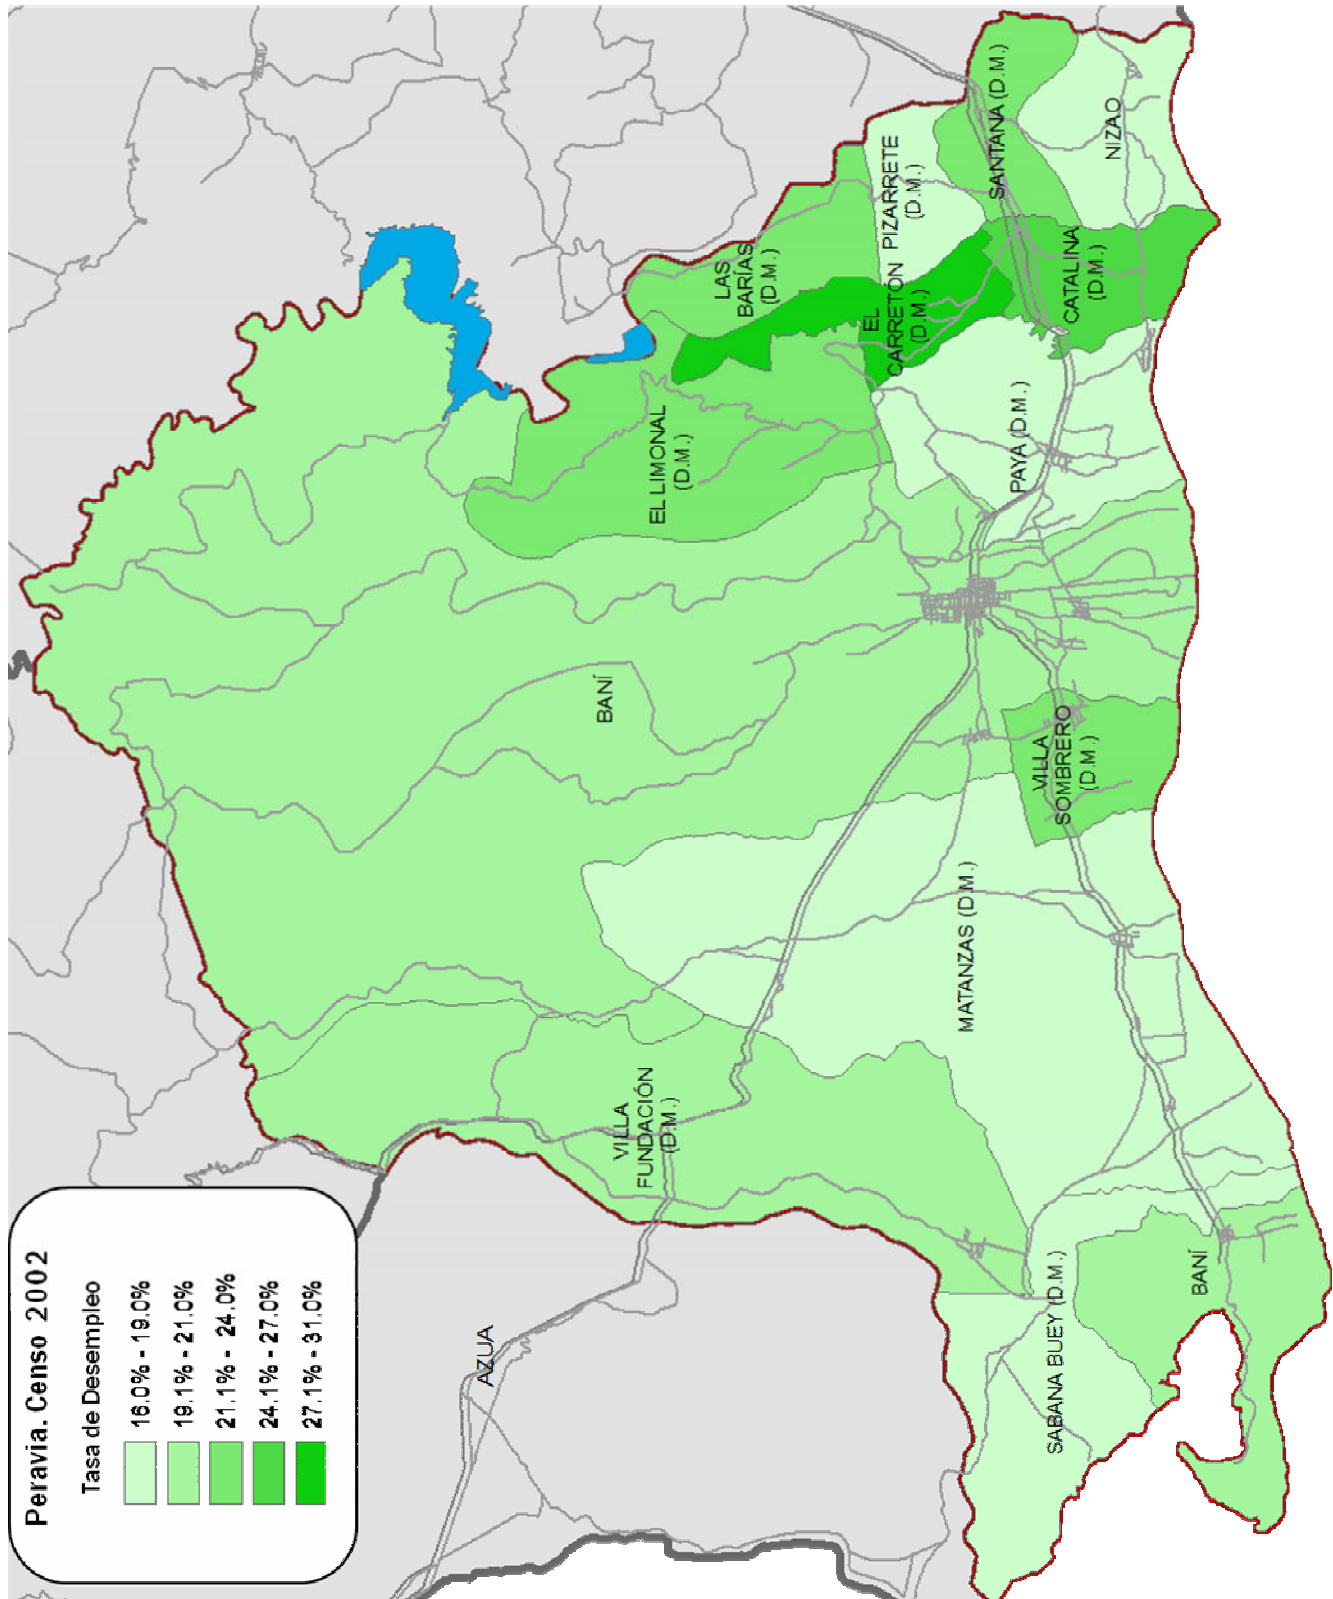 Peravia. Censo 2002
Tasa de Desempleo
16.0% - 19.0%
19.1% - 21.0%
21.1% - 24.0%
24.1% - 27.0%
27.1% - 31.0%
AZUA
SABANA BUEY (D.M.)
BANÍ
VILLA
FUNDACIÓN
(D.M.)
MATANZAS (D.M.)
BANÍ
VILLA
SOMBRERO
(D.M.)
EL LIMONAL
(D.M.)
PAYA (D.M.)
LAS
BARÍAS
(D.M.)
EL
CARRETÓN
(D.M.)
PIZARRETE
(D.M.)
CATALINA
(D.M.)
SANTANA (D.M.)
NIZAO